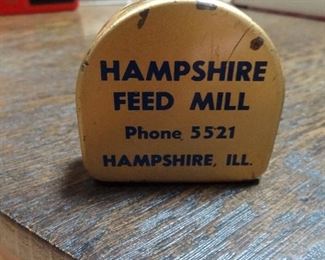 HAMPSHIRE
FEED MILL
Phone 5521
HAMPSHIRE, ILL.